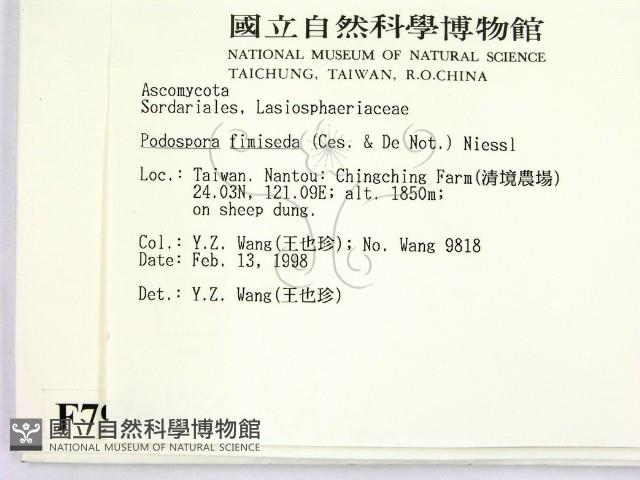 國立自然科學博物館
NATIONAL MUSEUM OF NATURAL SCIENCE
TAICHUNG, TAIWAN, R.O.CHINA
Ascomycota
Sordariales, Lasiosphaeriaceae
Podospora fimiseda (Ces. & De Not.) Niessl
Loc.: Taiwan. Nantou: Chingching Farm(清境農場)
24.03N, 121.09E; alt. 1850m;
on sheep dung.
Col.: Y.Z. Wang(王也珍); No. Wang 9818
Date: Feb. 13, 1998
Det.: Y.Z. Wang(王也珍)
國立自然科學博物館
NATIONAL MUSEUM OF NATURAL SCIENCE